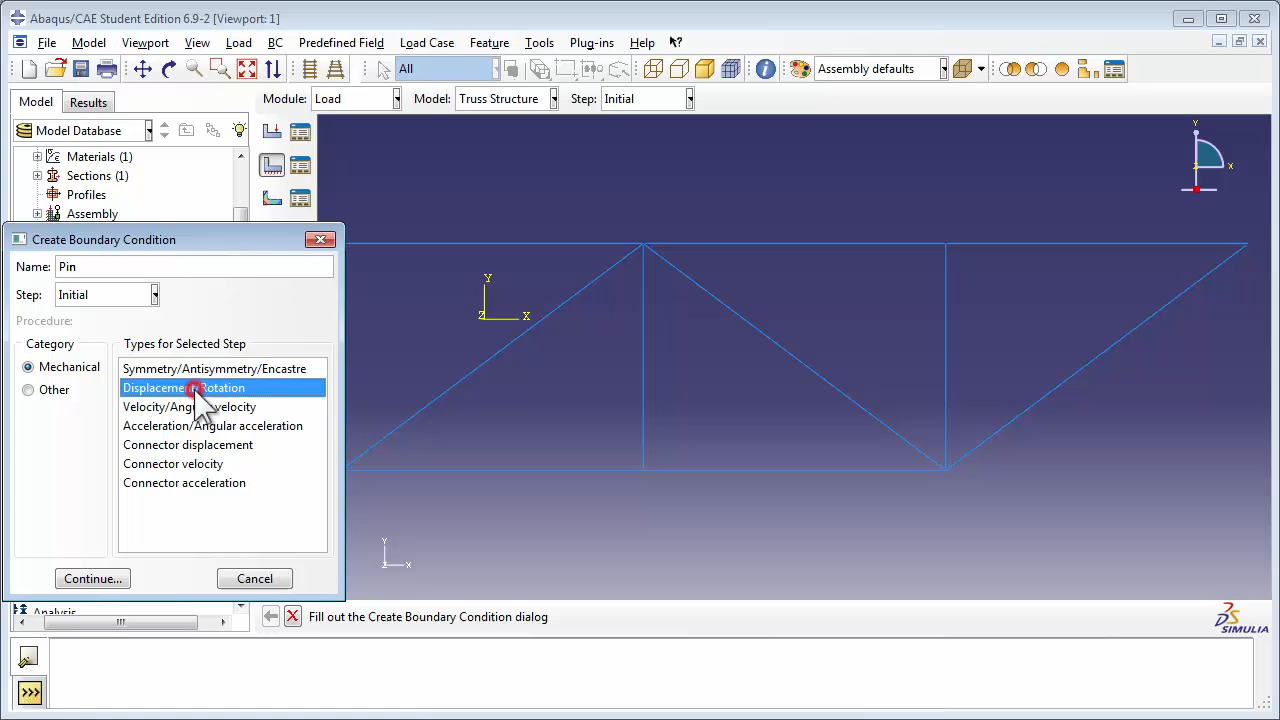 Abaqus/CAE Student Edition 6.9-2 [Viewport: 1]
File Model Viewport View Load BC Predefined Field Load Case Feature Tools Plug-ins Help
All Assembly defaults
Model Results Module: Load Model: Truss Structure Step: Initial
Model Database
Materials (1)
Sections (1)
Profiles
Assembly
Create Boundary Condition
Name: Pin
Step: Initial
Procedure:
Category Types for Selected Step
Mechanical
Other
Symmetry/Antisymmetry/Encastre
Displacement/Rotation
Velocity/Angular velocity
Acceleration/Angular acceleration
Connector displacement
Connector velocity
Connector acceleration
Continue... Cancel
Y
X
Z
Y
X
Z
Y
X
Z
Analysis
Fill out the Create Boundary Condition dialog
SIMULIA
>>>